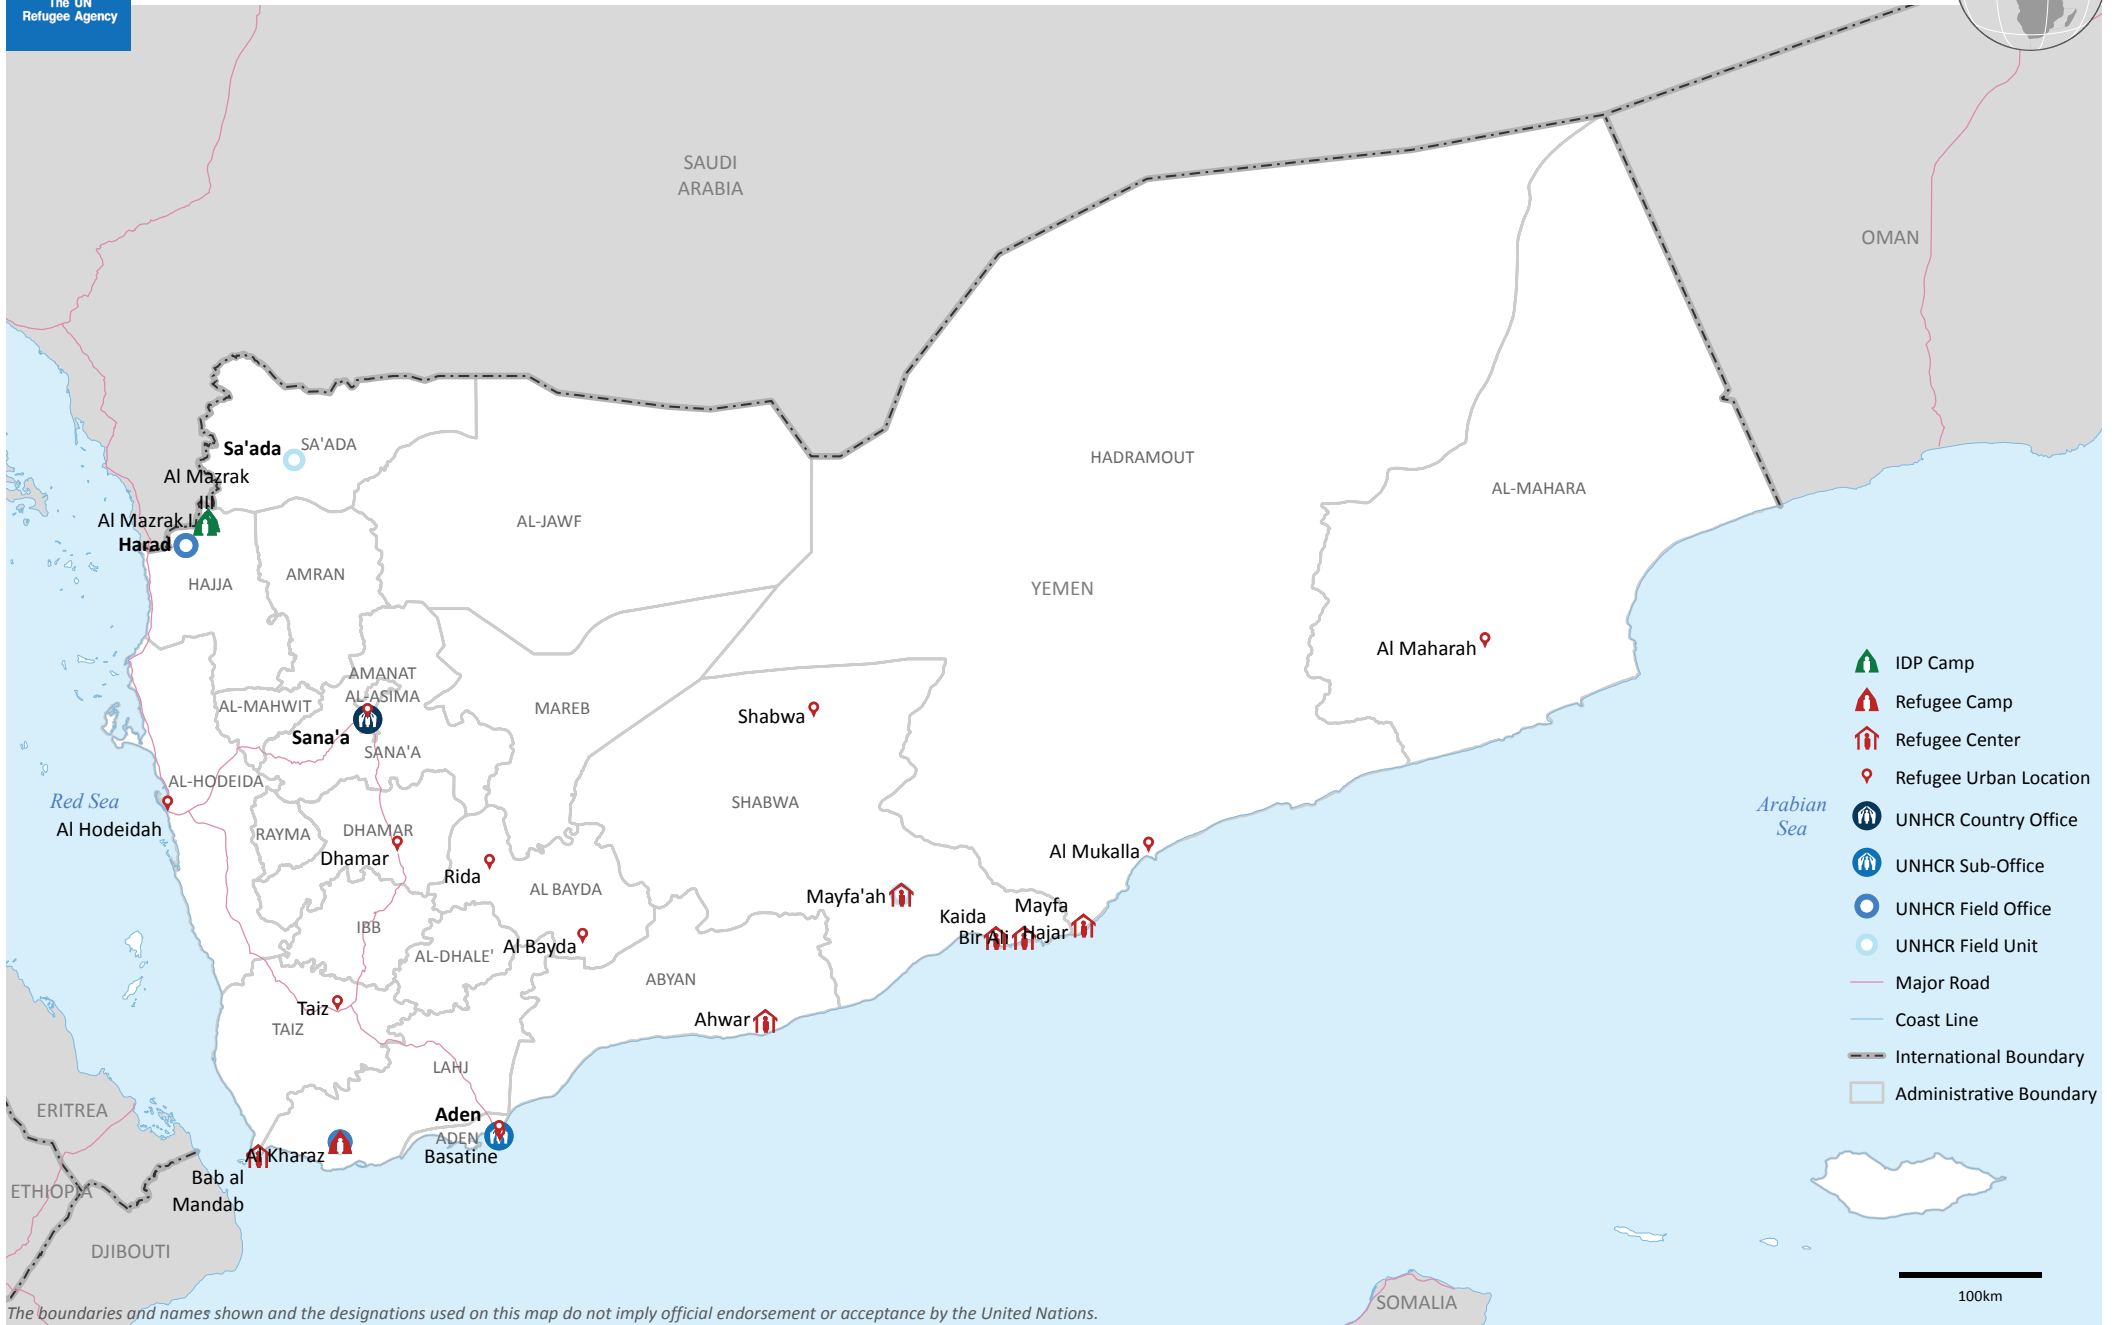 The UN
Refugee Agency
SAUDI
ARABIA
OMAN
Sa'ada
SA'ADA
Al Mazrak
III
Al Mazrak I
Harad
HAJJA
AMRAN
AL-JAWF
HADRAMOUT
AL-MAHARA
YEMEN
Al Maharah
AMANAT
AL-ASIMA
AL-MAHWIT
Sana'a
SANA'A
MAREB
Shabwa
SHABWA
AL-HODEIDA
Red Sea
Al Hodeidah
RAYMA
DHAMAR
Dhamar
Rida
AL BAYDA
Al Bayda
IBB
AL-DHALE'
Taiz
TAIZ
ABYAN
Ahwar
Mayfa'ah
Kaida
Bir Ali
Mayfa
Hajar
Al Mukalla
LAHJ
Aden
ADEN
Basatine
Al Kharaz
Bab al
Mandab
ERITREA
ETHIOPIA
DJIBOUTI
SOMALIA
Arabian
Sea
IDP Camp
Refugee Camp
Refugee Center
Refugee Urban Location
UNHCR Country Office
UNHCR Sub-Office
UNHCR Field Office
UNHCR Field Unit
Major Road
Coast Line
International Boundary
Administrative Boundary
100km
The boundaries and names shown and the designations used on this map do not imply official endorsement or acceptance by the United Nations.